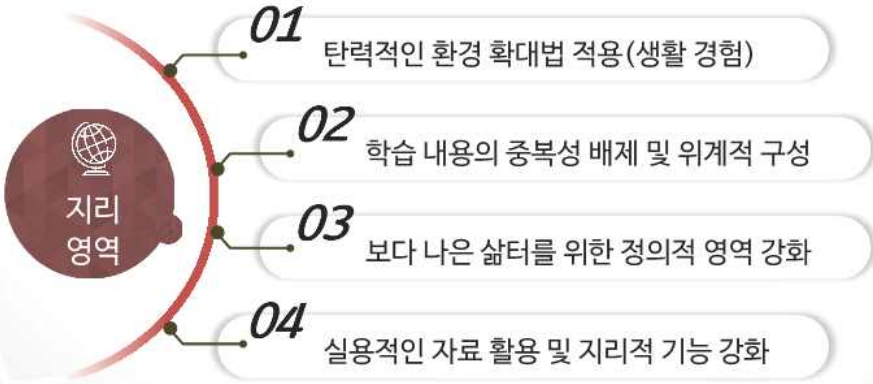 지리
영역
01
탄력적인 환경 확대법 적용(생활 경험)
02
학습 내용의 중복성 배제 및 위계적 구성
03
보다 나은 삶터를 위한 정의적 영역 강화
04
실용적인 자료 활용 및 지리적 기능 강화